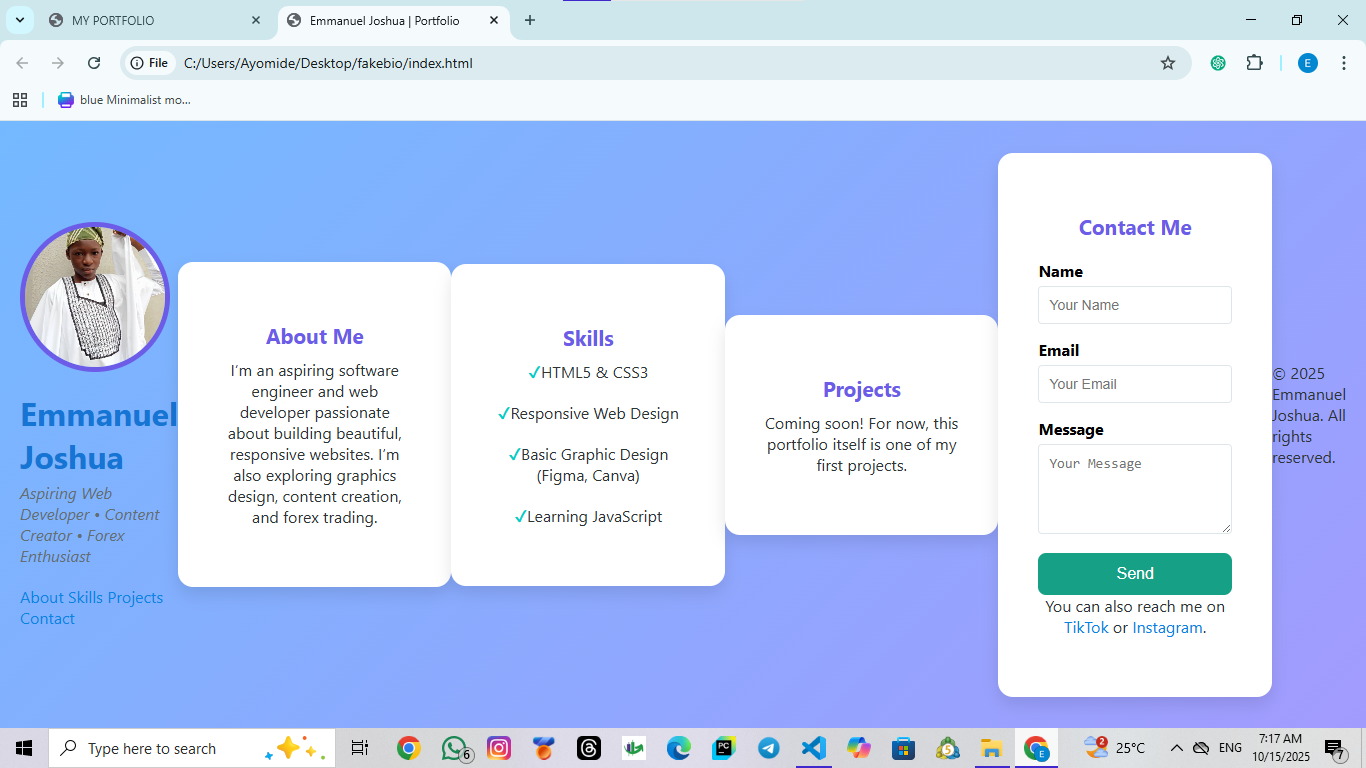 MY PORTFOLIO
Emmanuel Joshua | Portfolio
File
C:/Users/Ayomide/Desktop/fakebio/index.html
E
blue Minimalist mo...
Emmanuel
Joshua
Aspiring Web
Developer • Content
Creator • Forex
Enthusiast
About Skills Projects
Contact
About Me
I’m an aspiring software
engineer and web
developer passionate
about building beautiful,
responsive websites. I’m
also exploring graphics
design, content creation,
and forex trading.
Skills
✓HTML5 & CSS3
✓Responsive Web Design
✓Basic Graphic Design
(Figma, Canva)
✓Learning JavaScript
Projects
Coming soon! For now, this
portfolio itself is one of my
first projects.
Contact Me
Name
Your Name
Email
Your Email
Message
Your Message
Send
You can also reach me on
TikTok or Instagram.
© 2025
Emmanuel
Joshua. All
rights
reserved.
Type here to search
6
PC
E
2
25°C
ENG
7:17 AM
10/15/2025
7